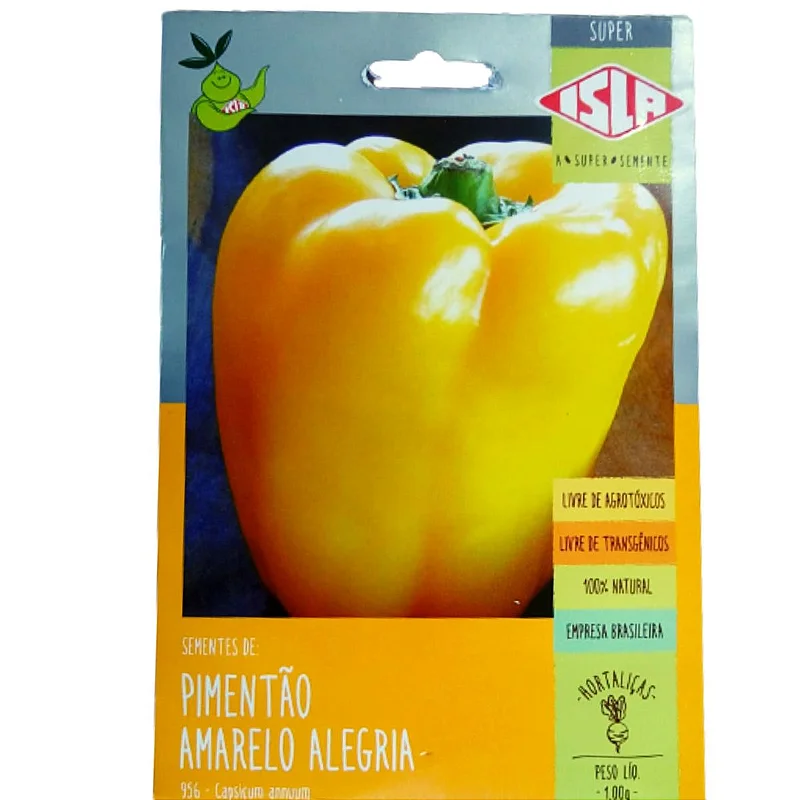 SUPER
ISLA
A SUPER SEMENTE
isla
LIVRE DE AGROTÓXICOS
LIVRE DE TRANSGÊNICOS
100% NATURAL
EMPRESA BRASILEIRA
-HORTALIÇAS-
PESO LÍQ.
- 1,00g -
SEMENTES DE:
PIMENTÃO
AMARELO ALEGRIA
956 - Capsicum annuum